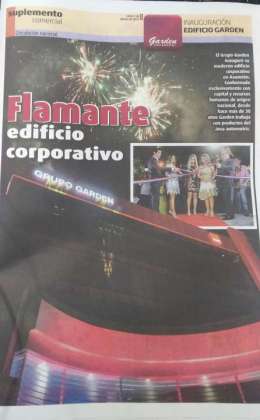 suplemento
comercial
Circulación nacional
Garden
INAUGURACIÓN
EDIFICIO GARDEN
El Grupo Garden
inauguró su
moderno edificio
corporativo
en Asunción.
Conformado
exclusivamente con
capital y recursos
humanos de origen
nacional, desde
hace más de 30
años Garden trabaja
con productos del
área automotriz.
Flamante
edificio
corporativo
GRUPO GARDEN